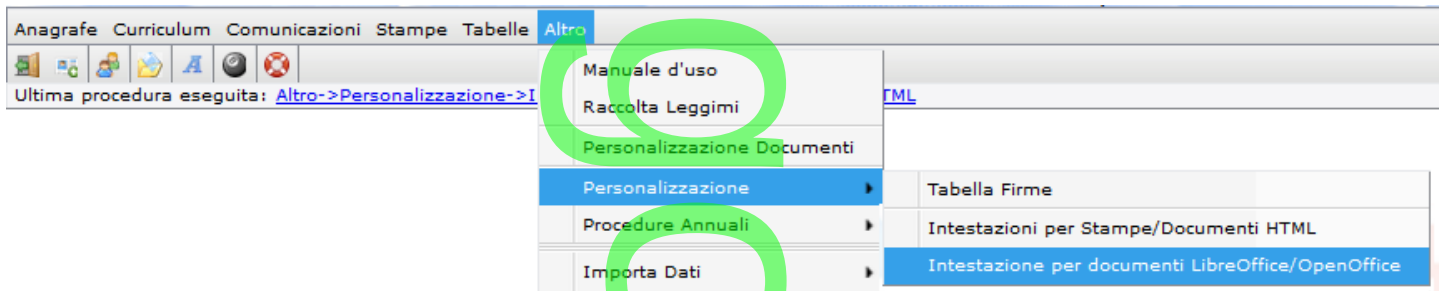 Anagrafe Curriculum Comunicazioni Stampe Tabelle Altro
Ultima procedura eseguita: Altro->Personalizzazione->I
TML
Manuale d'uso
Raccolta Leggimi
Personalizzazione Documenti
Personalizzazione
Procedure Annuali
Importa Dati
Tabella Firme
Intestazioni per Stampe/Documenti HTML
Intestazione per documenti LibreOffice/OpenOffice